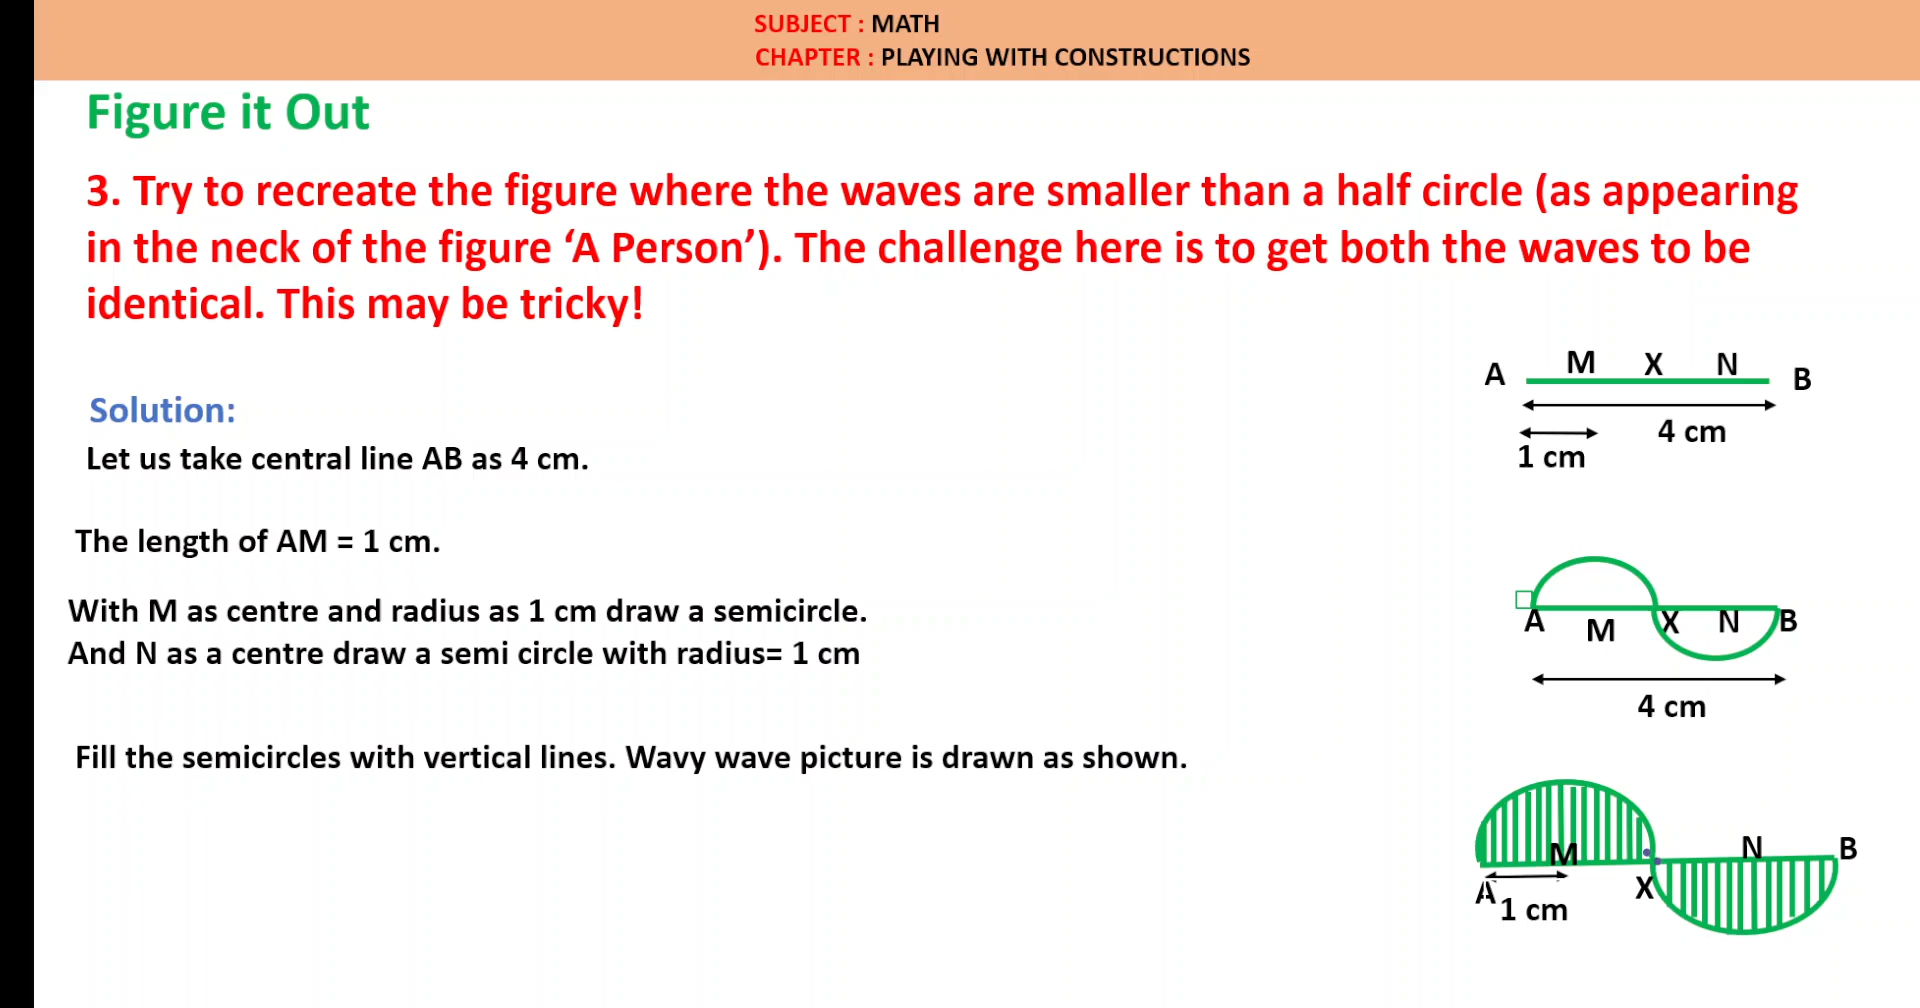 SUBJECT : MATH
CHAPTER : PLAYING WITH CONSTRUCTIONS
Figure it Out
3. Try to recreate the figure where the waves are smaller than a half circle (as appearing
in the neck of the figure ‘A Person’). The challenge here is to get both the waves to be
identical. This may be tricky!
Solution:
Let us take central line AB as 4 cm.
The length of AM = 1 cm.
With M as centre and radius as 1 cm draw a semicircle.
And N as a centre draw a semi circle with radius= 1 cm
Fill the semicircles with vertical lines. Wavy wave picture is drawn as shown.
A M X N B
4 cm
1 cm
A M X N B
4 cm
M N B
A X
1 cm